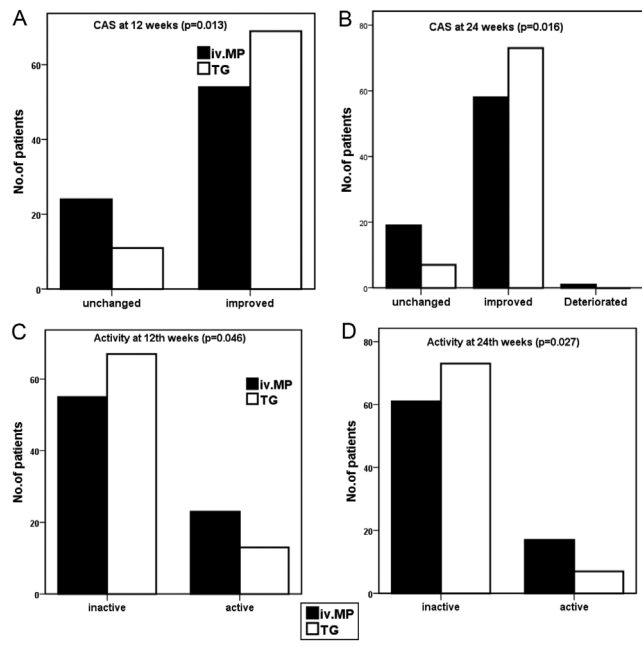 A
CAS at 12 weeks (p=0.013)
iv.MP
TG
No.of patients
60
40
20
0
unchanged improved
B
CAS at 24 weeks (p=0.016)
No.of patients
80
60
40
20
0
unchanged improved Deteriorated
C
Activity at 12th weeks (p=0.046)
iv.MP
TG
No.of patients
60
40
20
0
inactive active
D
Activity at 24th weeks (p=0.027)
No.of patients
80
60
40
20
0
inactive active
iv.MP
TG